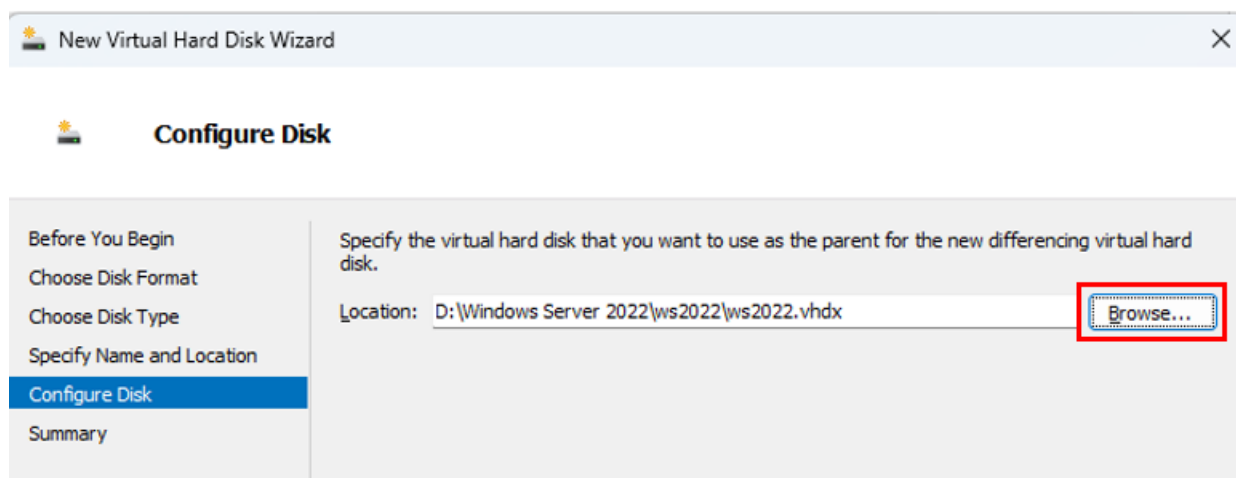 New Virtual Hard Disk Wizard
Configure Disk
Before You Begin
Choose Disk Format
Choose Disk Type
Specify Name and Location
Configure Disk
Summary
Specify the virtual hard disk that you want to use as the parent for the new differencing virtual hard
disk.
Location: D:\Windows Server 2022\ws2022\ws2022.vhdx Browse...